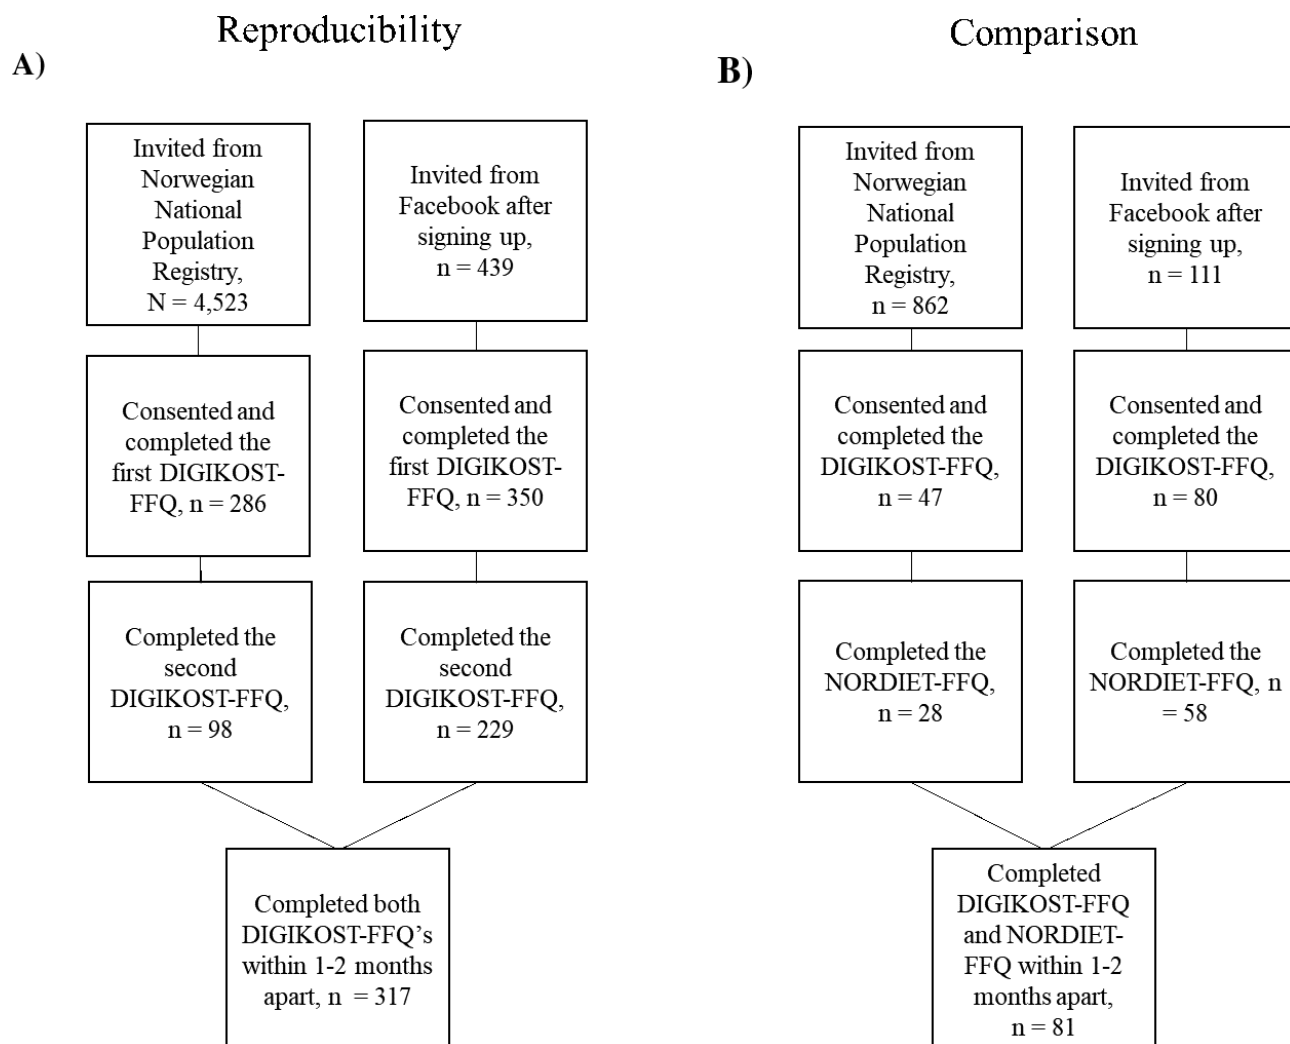 Reproducibility
A)
Invited from
Norwegian
National
Population
Registry,
N = 4,523
Invited from
Facebook after
signing up,
n = 439
Consented and
completed the
first DIGIKOST-
FFQ, n = 286
Consented and
completed the
first DIGIKOST-
FFQ, n = 350
Completed the
second
DIGIKOST-FFQ,
n = 98
Completed the
second
DIGIKOST-FFQ,
n = 229
Completed both
DIGIKOST-FFQ’s
within 1-2 months
apart, n  = 317
Comparison
B)
Invited from
Norwegian
National
Population
Registry,
n = 862
Invited from
Facebook after
signing up,
n = 111
Consented and
completed the
DIGIKOST-FFQ,
n = 47
Consented and
completed the
DIGIKOST-FFQ,
n = 80
Completed the
NORDIET-FFQ,
n = 28
Completed the
NORDIET-FFQ, n
= 58
Completed
DIGIKOST-FFQ
and NORDIET-
FFQ within 1-2
months apart,
n = 81